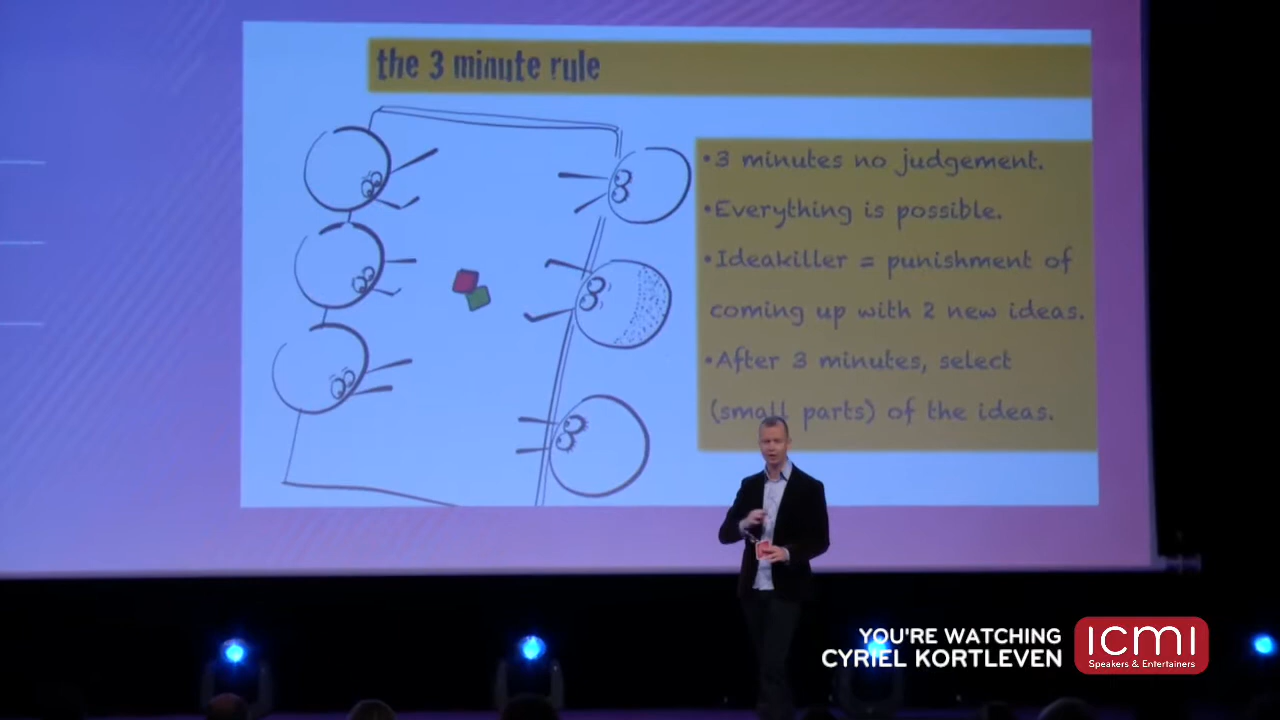 the 3 minute rule
•3 minutes no judgement.
•Everything is possible.
•Ideakiller = punishment of
coming up with 2 new ideas.
•After 3 minutes, select
(small parts) of the ideas.
YOU'RE WATCHING
CYRIEL KORTLEVEN
ICMI
Speakers & Entertainers